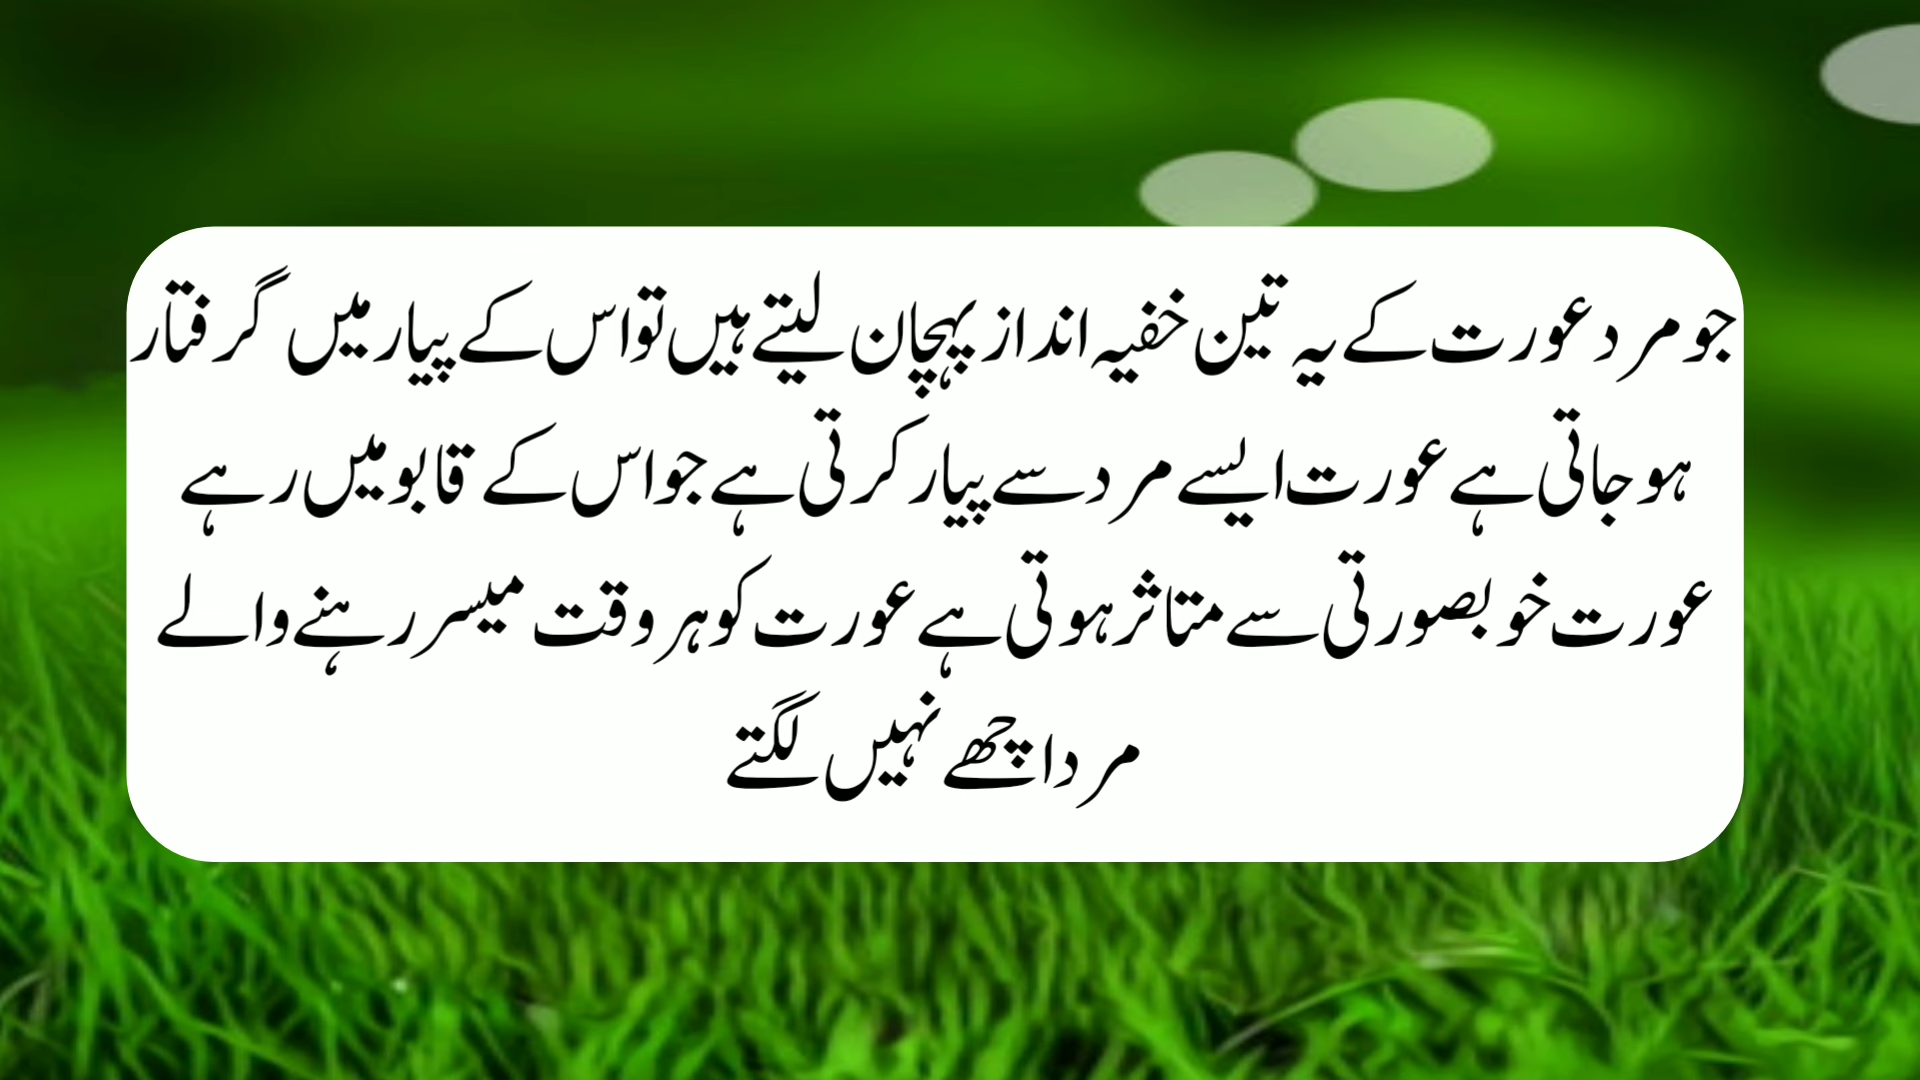 جو مرد عورت کے یہ تین خفیہ انداز پہچان لیتے ہیں تو اس کے پیار میں گرفتار
ہو جاتی ہے عورت ایسے مرد سے پیار کرتی ہے جو اس کے قابو میں رہے
عورت خوبصورتی سے متاثر ہوتی ہے عورت کو ہر وقت میسر رہنے والے
مرد اچھے نہیں لگتے